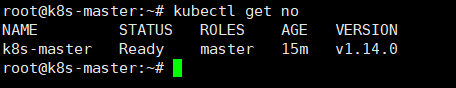 root@k8s-master:~# kubectl get no
NAME         STATUS   ROLES    AGE   VERSION
k8s-master   Ready    master   15m   v1.14.0
root@k8s-master:~#